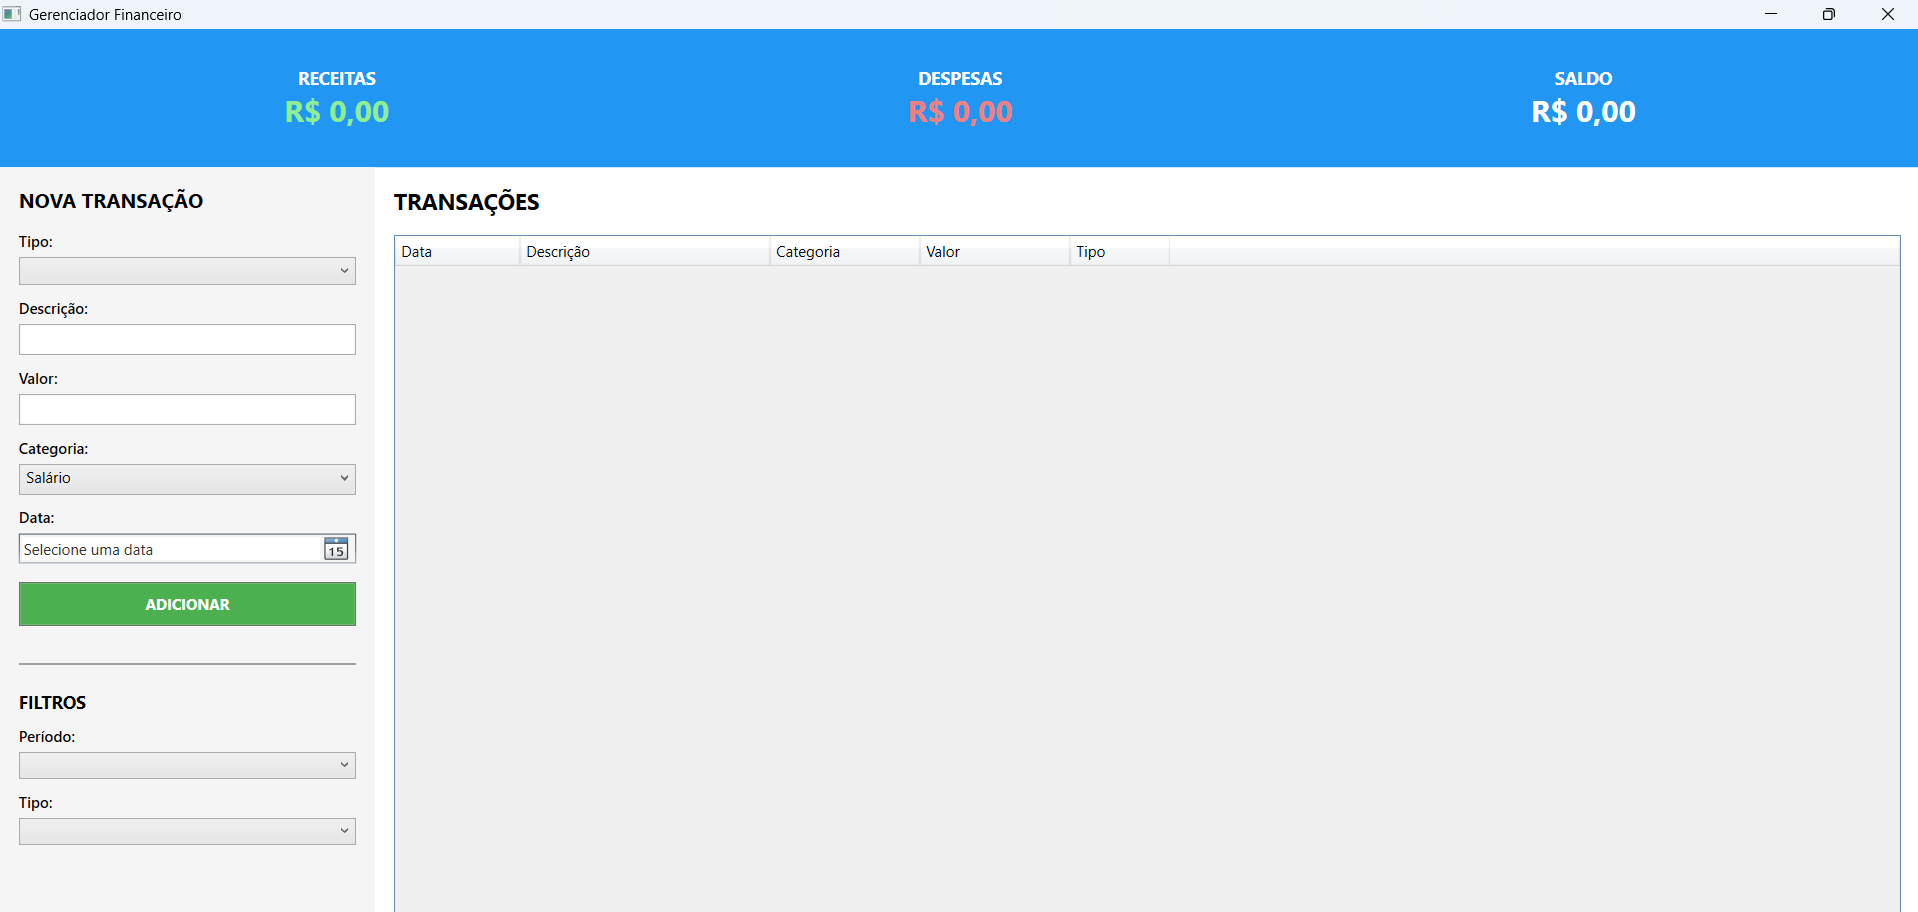 Gerenciador Financeiro
RECEITAS
R$ 0,00
DESPESAS
R$ 0,00
SALDO
R$ 0,00
NOVA TRANSAÇÃO
Tipo:
Descrição:
Valor:
Categoria:
Salário
Data:
Selecione uma data
15
ADICIONAR
FILTROS
Período:
Tipo:
TRANSAÇÕES
Data Descrição Categoria Valor Tipo